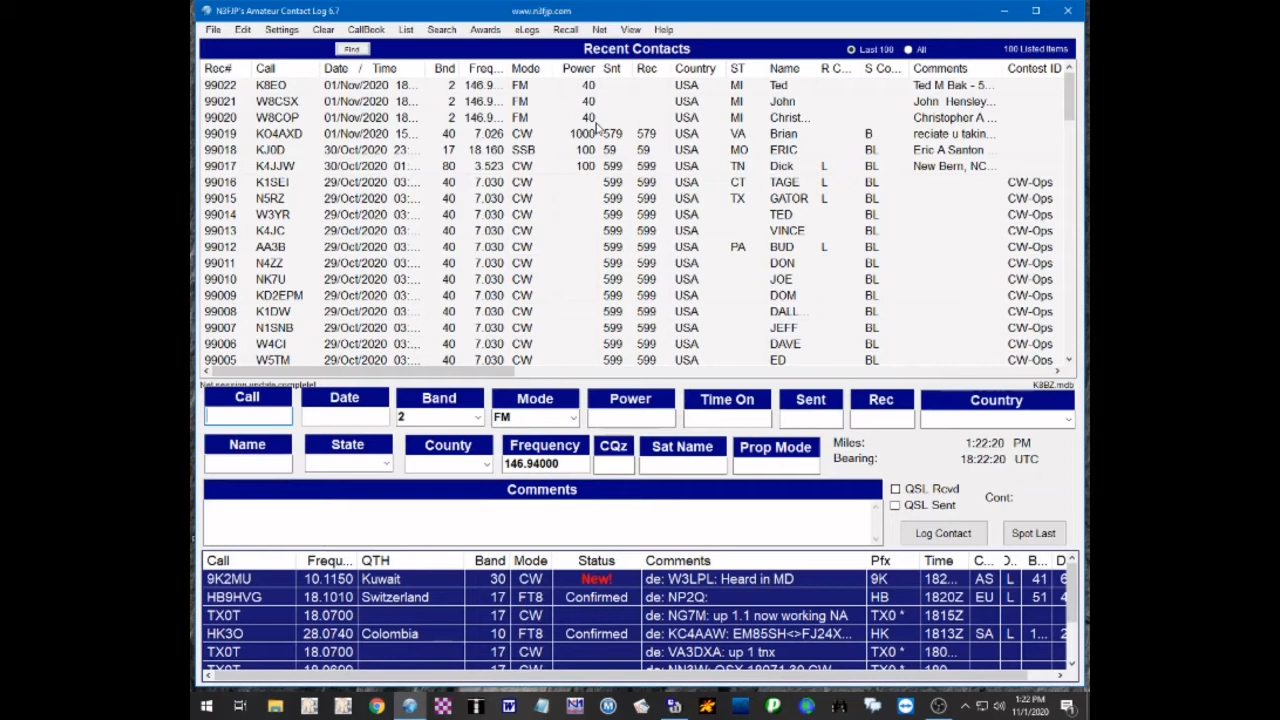 N3FJP's Amateur Contact Log 6.7 www.n3fjp.com
File Edit Settings Clear CallBook List Search Awards eLogs Recall Net View Help
Find Recent Contacts Last 100 All 100 Listed Items
Rec# Call Date / Time Bnd Freq... Mode Power Snt Rec Country ST Name R C... S Co... Comments Contest ID
99022 K8EO 01/Nov/2020 18... 2 146.9... FM 40 USA MI Ted Ted M Bak - 5...
99021 W8CSX 01/Nov/2020 18... 2 146.9... FM 40 USA MI John John Hensley...
99020 W8COP 01/Nov/2020 18... 2 146.9... FM 40 USA MI Christ... Christopher A ...
99019 KO4AXD 01/Nov/2020 15... 40 7.026 CW 1000 579 579 USA VA Brian B reciate u takin...
99018 KJ0D 30/Oct/2020 23:... 17 18.160 SSB 100 59 59 USA MO ERIC BL Eric A Santon ...
99017 K4JJW 30/Oct/2020 01:... 80 3.523 CW 100 599 599 USA TN Dick L BL New Bern, NC...
99016 K1SEI 29/Oct/2020 03:... 40 7.030 CW 599 599 USA CT TAGE L BL CW-Ops
99015 N5RZ 29/Oct/2020 03:... 40 7.030 CW 599 599 USA TX GATOR L BL CW-Ops
99014 W3YR 29/Oct/2020 03:... 40 7.030 CW 599 599 USA TED BL CW-Ops
99013 K4JC 29/Oct/2020 03:... 40 7.030 CW 599 599 USA VINCE BL CW-Ops
99012 AA3B 29/Oct/2020 03:... 40 7.030 CW 599 599 USA PA BUD L BL CW-Ops
99011 N4ZZ 29/Oct/2020 03:... 40 7.030 CW 599 599 USA DON BL CW-Ops
99010 NK7U 29/Oct/2020 03:... 40 7.030 CW 599 599 USA JOE BL CW-Ops
99009 KD2EPM 29/Oct/2020 03:... 40 7.030 CW 599 599 USA DOM BL CW-Ops
99008 K1DW 29/Oct/2020 03:... 40 7.030 CW 599 599 USA DALL... BL CW-Ops
99007 N1SNB 29/Oct/2020 03:... 40 7.030 CW 599 599 USA JEFF BL CW-Ops
99006 W4CI 29/Oct/2020 03:... 40 7.030 CW 599 599 USA DAVE BL CW-Ops
99005 W5TM 29/Oct/2020 03:... 40 7.030 CW 599 599 USA ED BL CW-Ops
Net session update complete! K8BZ.mdb
Call Date Band Mode Power Time On Sent Rec Country
2 FM
Name State County Frequency CQz Sat Name Prop Mode Miles: 1:22:20 PM
146.94000 Bearing: 18:22:20 UTC
Comments QSL Rcvd Cont:
QSL Sent
Log Contact Spot Last
Call Frequ... QTH Band Mode Status Comments Pfx Time C... B... D
9K2MU 10.1150 Kuwait 30 CW New! de: W3LPL: Heard in MD 9K 182... AS L 41 6
HB9HVG 18.1010 Switzerland 17 FT8 Confirmed de: NP2Q: HB 1820Z EU L 51 4
TX0T 18.0700 17 CW de: NG7M: up 1.1 now working NA TX0 * 1815Z
HK3O 28.0740 Colombia 10 FT8 Confirmed de: KC4AAW: EM85SH<>FJ24X... HK 1813Z SA L 1... 2
TX0T 18.0700 17 CW de: VA3DXA: up 1 tnx TX0 * 180...
1:22 PM
11/1/2020